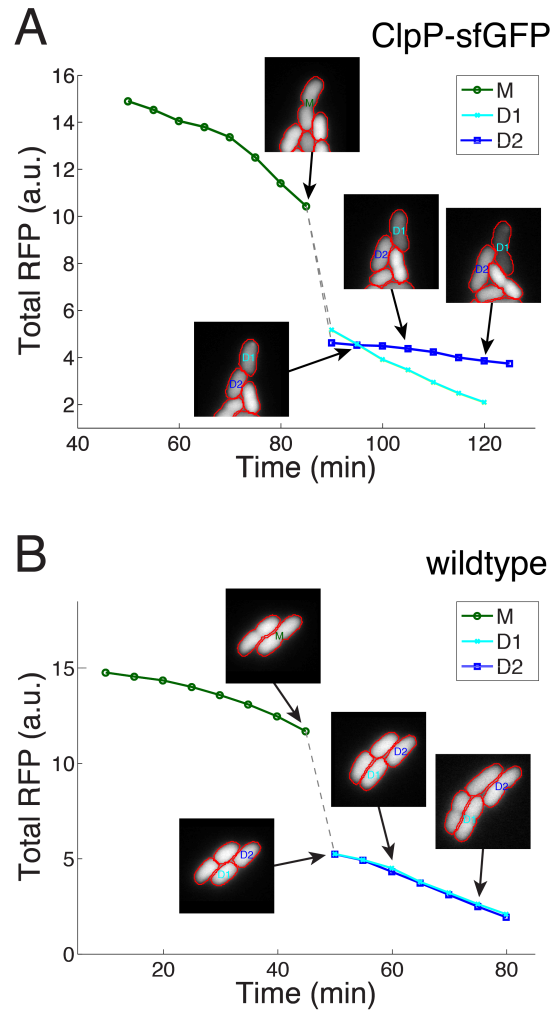 A
ClpP-sfGFP
M
D1
D2
16
14
12
10
8
6
4
2
Total RFP (a.u.)
M
D1
D2
D1
D2
D1
D2
40
60
80
100
120
Time (min)
B
wildtype
M
D1
D2
15
10
5
0
Total RFP (a.u.)
M
D2
D1
D2
D1
D2
D1
20
40
60
80
Time (min)